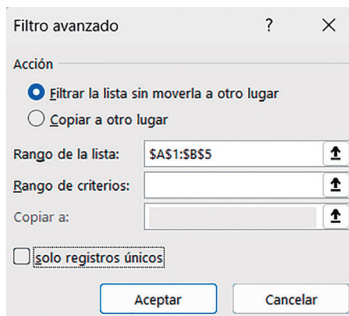 Filtro avanzado ?
Acción
Filtrar la lista sin moverla a otro lugar
Copiar a otro lugar
Rango de la lista: $A$1:$B$5
Rango de criterios:
Copiar a:
solo registros únicos
Aceptar Cancelar